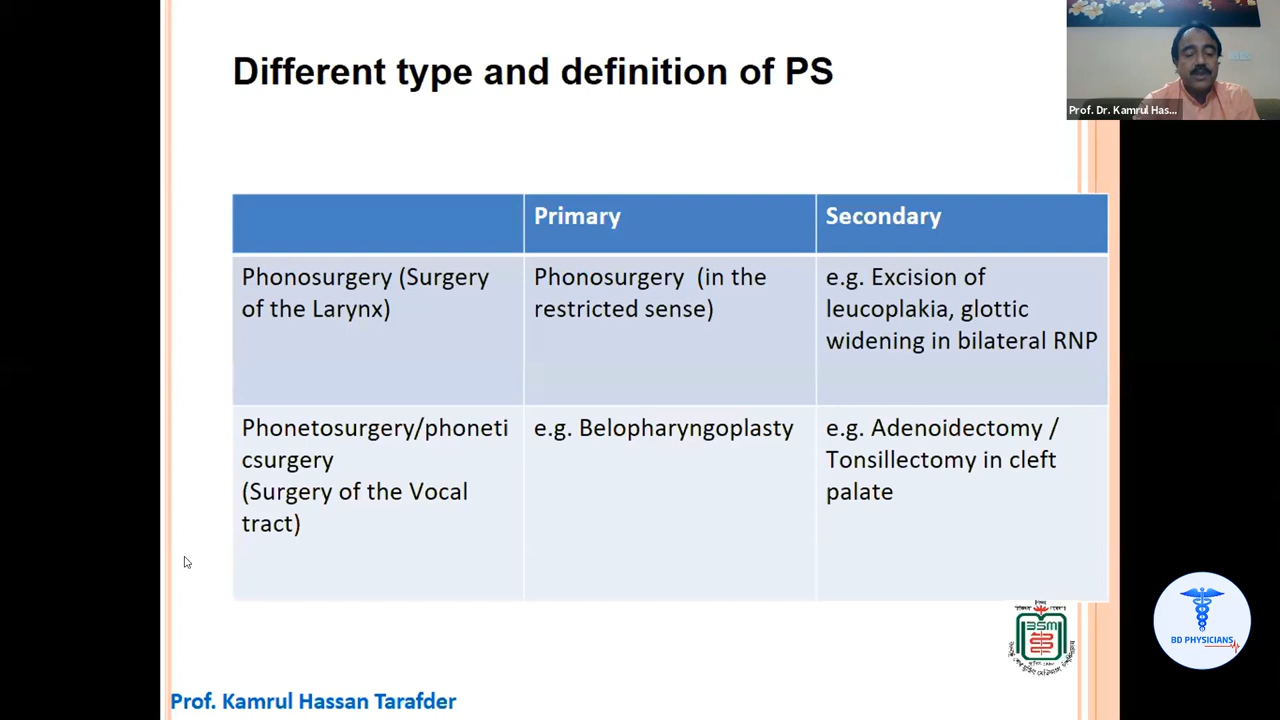 Different type and definition of PS
Prof. Dr. Kamrul Has...
Primary
Secondary
Phonosurgery (Surgery
of the Larynx)
Phonosurgery (in the
restricted sense)
e.g. Excision of
leucoplakia, glottic
widening in bilateral RNP
Phonetosurgery/phoneti
csurgery
(Surgery of the Vocal
tract)
e.g. Belopharyngoplasty
e.g. Adenoidectomy /
Tonsillectomy in cleft
palate
BSM
BD PHYSICIANS
Prof. Kamrul Hassan Tarafder